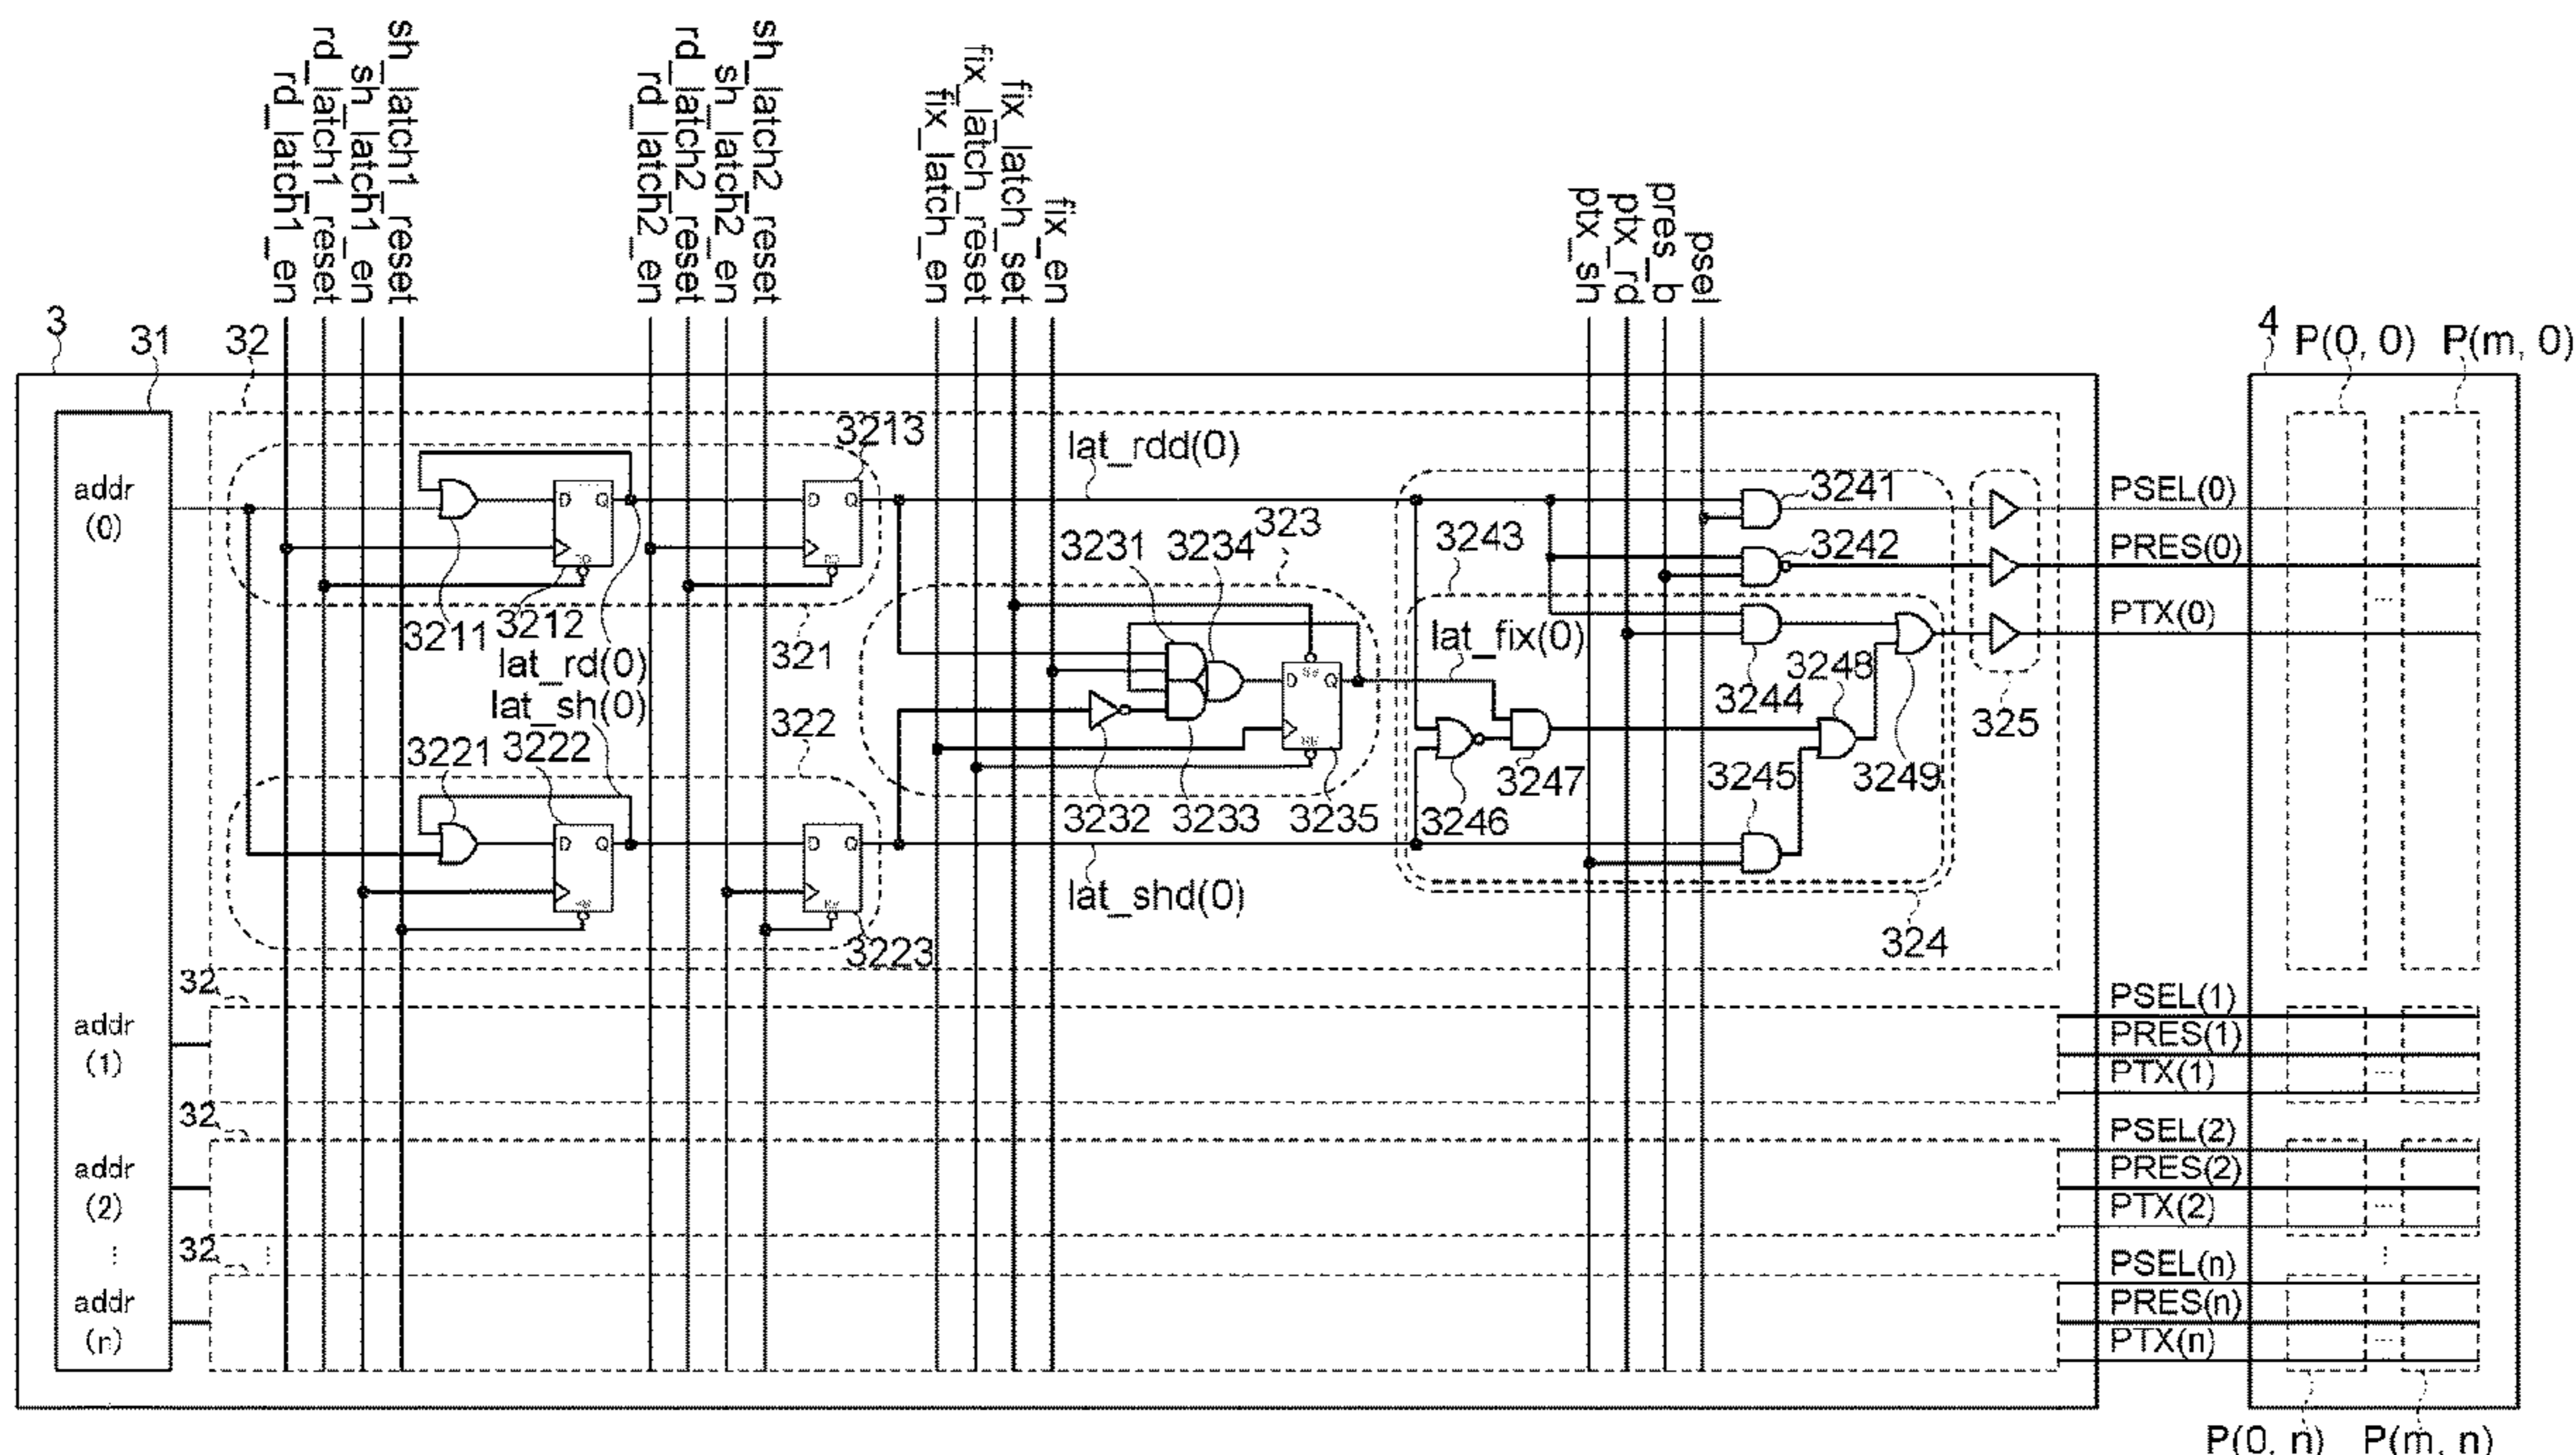 rd_latch1_en
rd_latch1_reset
sh_latch1_en
sh_latch1_reset
rd_latch2_en
rd_latch2_reset
sh_latch2_en
sh_latch2_reset
fix_latch_en
fix_latch_reset
fix_latch_set
fix_en
ptx_sh
ptx_rd
pres_b
psel
3
31
32
4
P(0, 0)
P(m, 0)
addr
(0)
3213
lat_rdd(0)
3241
PSEL(0)
D Q
D Q
3231
3234
323
3243
3242
PRES(0)
3211
3212
lat_rd(0)
321
lat_fix(0)
3248
3244
PTX(0)
325
D Q
lat_sh(0)
3221
3222
322
3232
3233
3235
3246
3247
3245
3249
D Q
D Q
lat_shd(0)
3223
324
32
addr
(1)
PSEL(1)
PRES(1)
PTX(1)
...
32
addr
(2)
PSEL(2)
PRES(2)
PTX(2)
...
32
addr
(n)
PSEL(n)
PRES(n)
PTX(n)
...
P(0, n)
P(m, n)